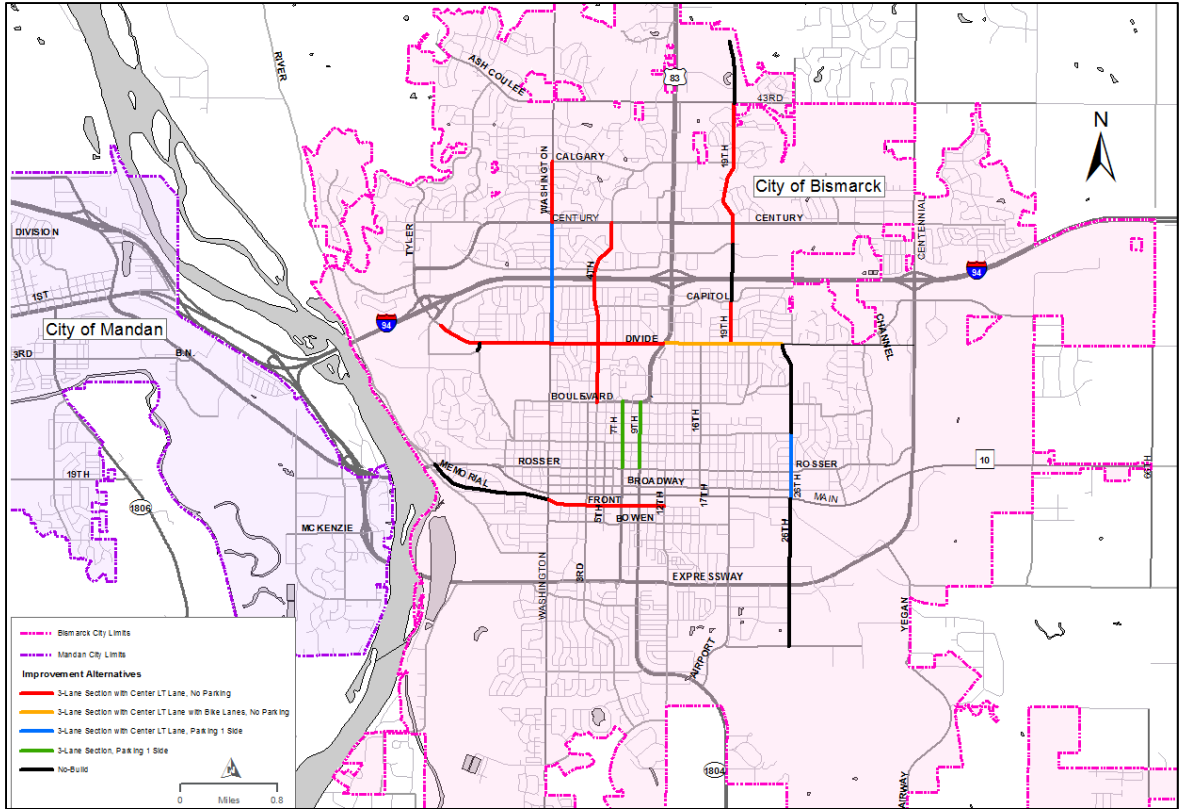 RIVER
ASH COULEE
83
43RD
N
WASHINGTON
CALGARY
19TH
City of Bismarck
CENTURY
CENTURY
TYLER
CENTENNIAL
DIVISION
4TH
94
1ST
CAPITOL
City of Mandan
94
3RD
B.N.
DIVIDE
19TH
CHANNEL
BOULEVARD
7TH
9TH
16TH
ROSSER
ROSSER
10
19TH
MEMORIAL
BROADWAY
26TH
MAIN
66TH
1806
FRONT
12TH
17TH
5TH
BOWEN
MCKENZIE
26TH
EXPRESSWAY
WASHINGTON
3RD
YEGAN
AIRPORT
Bismarck City Limits
Mandan City Limits
Improvement Alternatives
3-Lane Section with Center LT Lane, No Parking
3-Lane Section with Center LT Lane with Bike Lanes, No Parking
3-Lane Section with Center LT Lane, Parking 1 Side
3-Lane Section, Parking 1 Side
No-Build
N
0 Miles 0.8
1804
AIRWAY